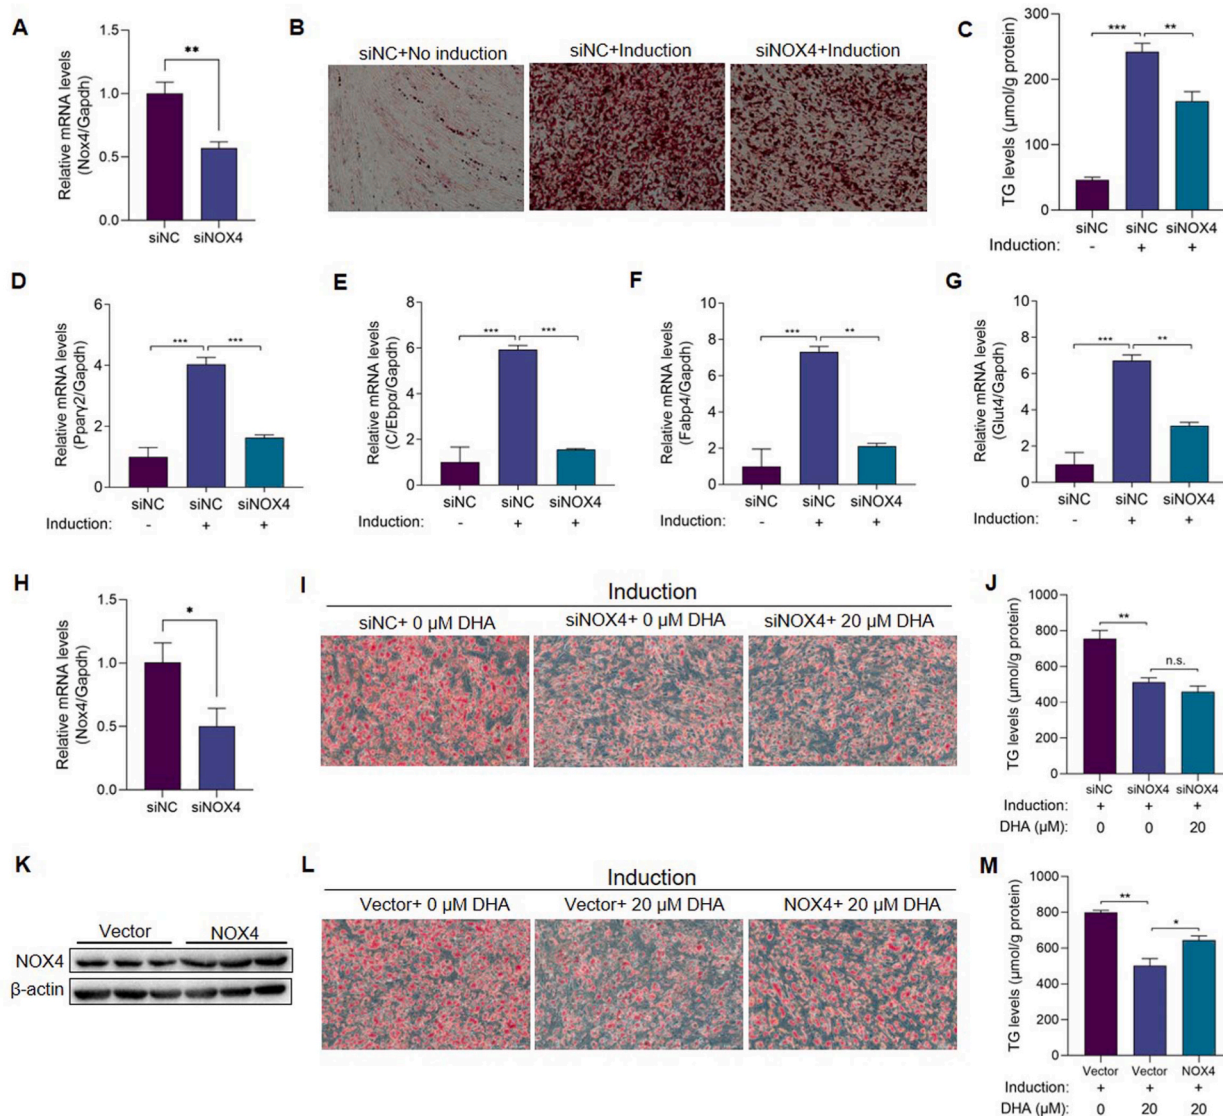 A
Relative mRNA levels
(Nox4/Gapdh)
1.5
1.0
0.5
0.0
**
siNC siNOX4
B
siNC+No induction siNC+Induction siNOX4+Induction
C
TG levels (μmol/g protein)
300
200
100
0
*** **
siNC siNC siNOX4
Induction: - + +
D
Relative mRNA levels
(Pparγ2/Gapdh)
6
4
2
0
*** ***
siNC siNC siNOX4
Induction: - + +
E
Relative mRNA levels
(C/Ebpα/Gapdh)
8
6
4
2
0
*** ***
siNC siNC siNOX4
Induction: - + +
F
Relative mRNA levels
(Fabp4/Gapdh)
10
8
6
4
2
0
*** **
siNC siNC siNOX4
Induction: - + +
G
Relative mRNA levels
(Glut4/Gapdh)
10
8
6
4
2
0
*** **
siNC siNC siNOX4
Induction: - + +
H
Relative mRNA levels
(Nox4/Gapdh)
1.5
1.0
0.5
0.0
*
siNC siNOX4
I
Induction
siNC+ 0 μM DHA siNOX4+ 0 μM DHA siNOX4+ 20 μM DHA
J
TG levels (μmol/g protein)
1000
800
600
400
200
0
** n.s.
siNC siNOX4 siNOX4
Induction: + + +
DHA (μM): 0 0 20
K
Vector NOX4
NOX4
β-actin
L
Induction
Vector+ 0 μM DHA Vector+ 20 μM DHA NOX4+ 20 μM DHA
M
TG levels (μmol/g protein)
1000
800
600
400
200
0
** *
Vector Vector NOX4
Induction: + + +
DHA (μM): 0 20 20